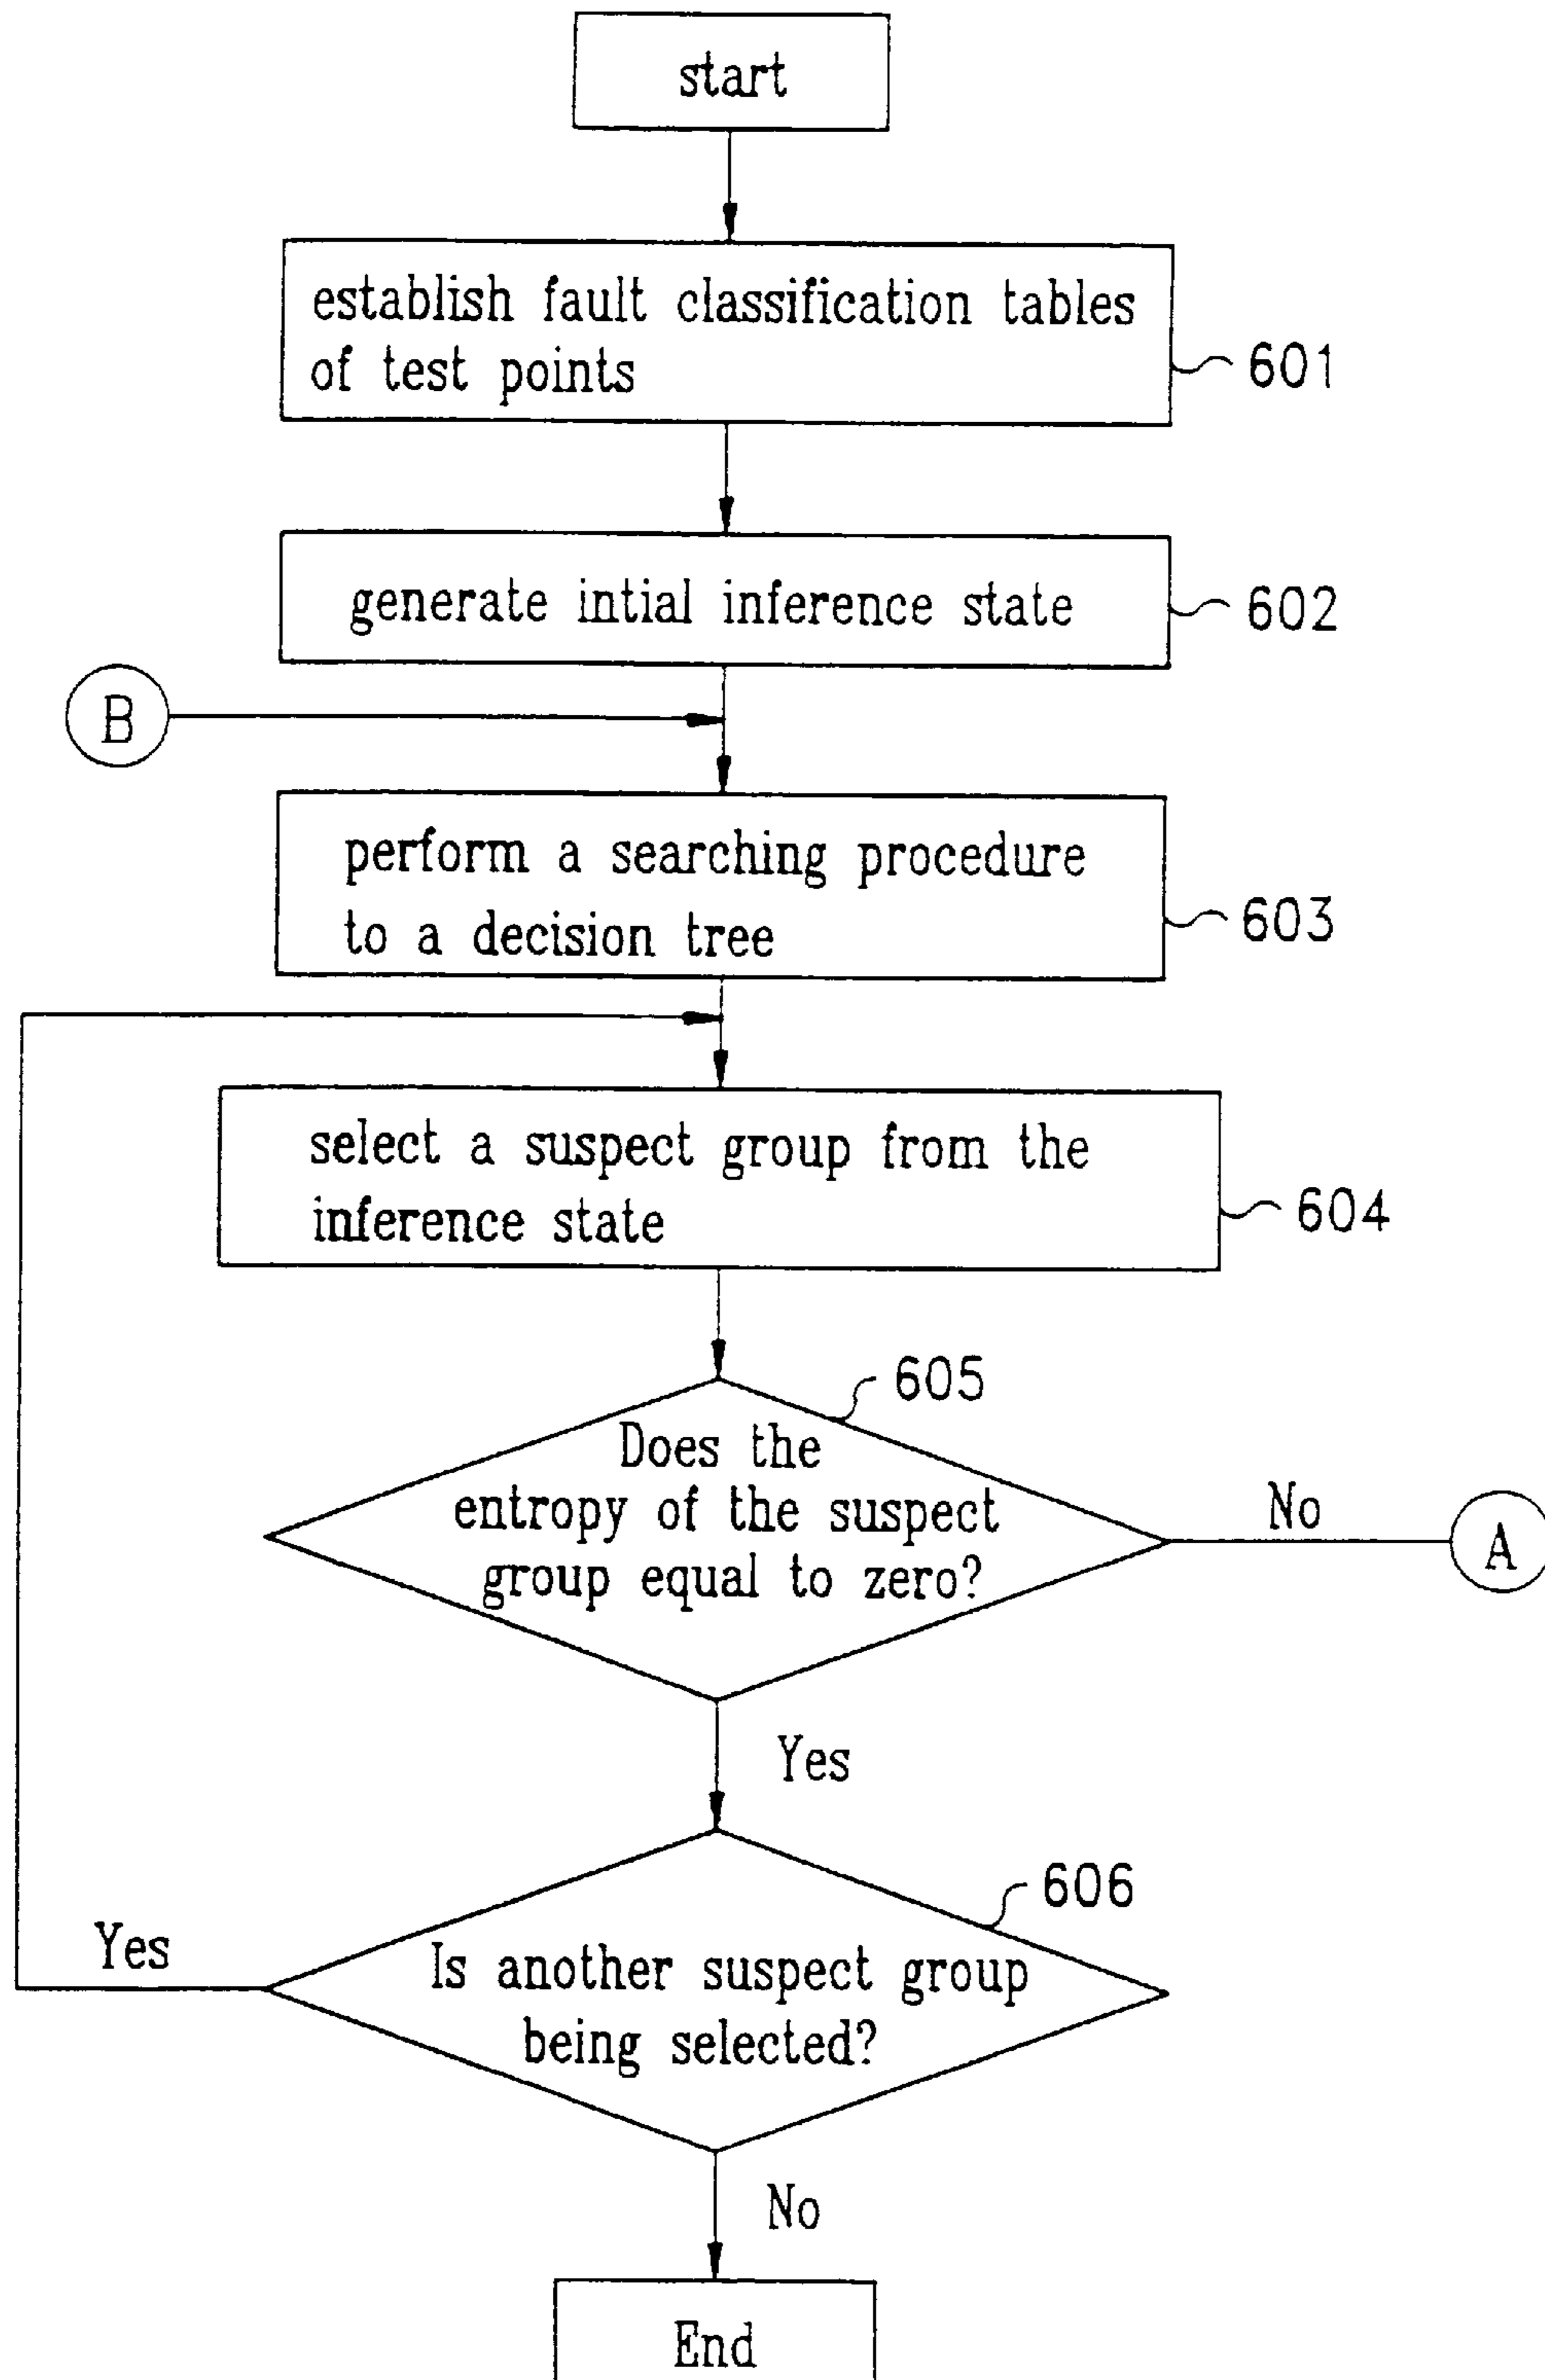 start
establish fault classification tables
of test points
601
generate intial inference state
602
B
perform a searching procedure
to a decision tree
603
select a suspect group from the
inference state
604
605
Does the
entropy of the suspect
group equal to zero?
No
A
Yes
606
Yes
Is another suspect group
being selected?
No
End